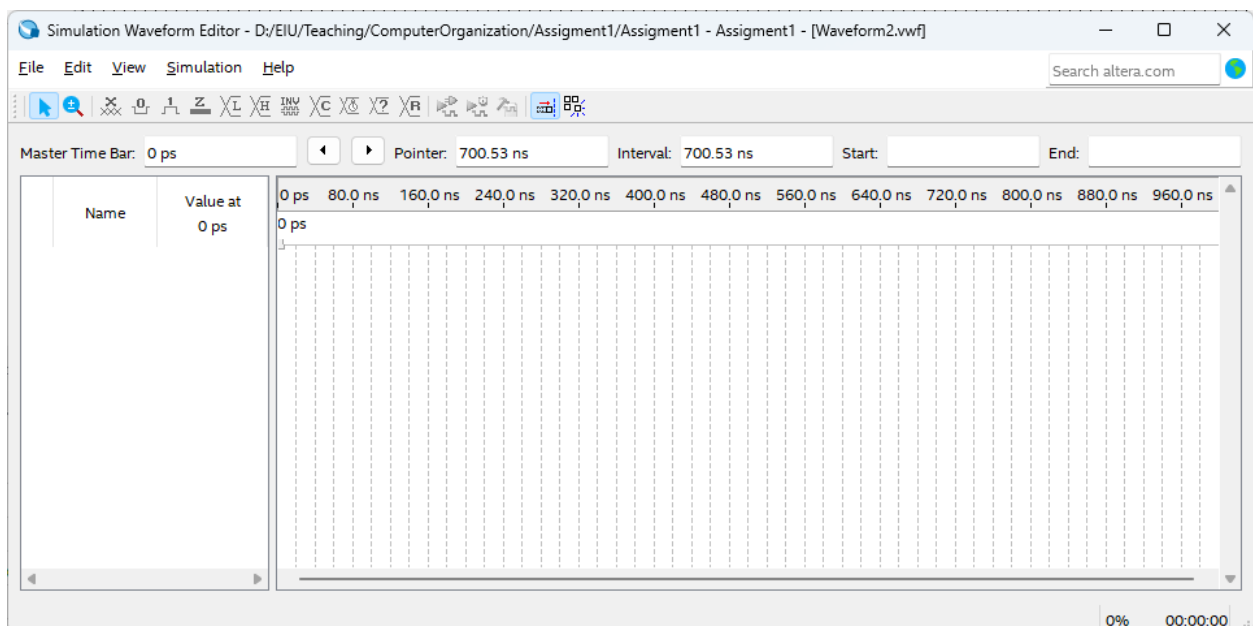 Simulation Waveform Editor - D:/EIU/Teaching/ComputerOrganization/Assigment1/Assigment1 - Assigment1 - [Waveform2.vwf]
File Edit View Simulation Help
Search altera.com
Master Time Bar: 0 ps Pointer: 700.53 ns Interval: 700.53 ns Start: End:
Name Value at 0 ps
0 ps 80.0 ns 160.0 ns 240.0 ns 320.0 ns 400.0 ns 480.0 ns 560.0 ns 640.0 ns 720.0 ns 800.0 ns 880.0 ns 960.0 ns
0 ps
0% 00:00:00